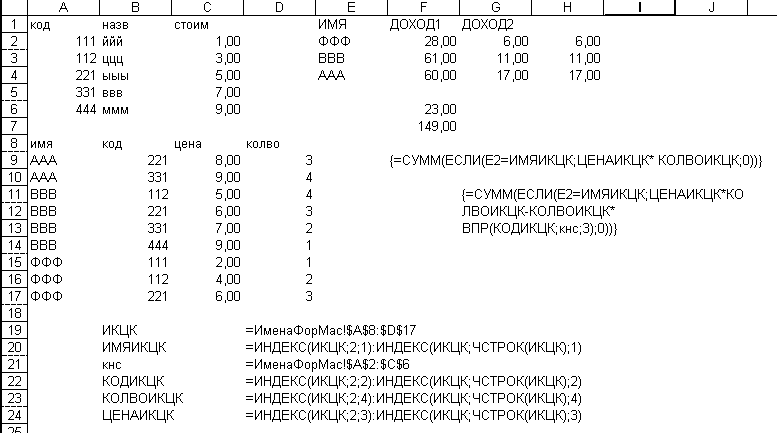 A B C D E F G H I J
1 код назв стоим ИМЯ ДОХОД1 ДОХОД2
2 111 ййй 1,00 ФФФ 28,00 6,00 6,00
3 112 ццц 3,00 ВВВ 61,00 11,00 11,00
4 221 ыыы 5,00 ААА 60,00 17,00 17,00
5 331 ввв 7,00
6 444 ммм 9,00 23,00
7 149,00
8 имя код цена колво
9 ААА 221 8,00 3 {=СУММ(ЕСЛИ(E2=ИМЯИКЦК;ЦЕНАИКЦК* КОЛВОИКЦК;0))}
10 ААА 331 9,00 4
11 ВВВ 112 5,00 4 {=СУММ(ЕСЛИ(E2=ИМЯИКЦК;ЦЕНАИКЦК*КО
12 ВВВ 221 6,00 3 ЛВОИКЦК-КОЛВОИКЦК*
13 ВВВ 331 7,00 2 ВПР(КОДИКЦК;кнс;3);0))}
14 ВВВ 444 9,00 1
15 ФФФ 111 2,00 1
16 ФФФ 112 4,00 2
17 ФФФ 221 6,00 3
18
19 ИКЦК =ИменаФорМас!$A$8:$D$17
20 ИМЯИКЦК =ИНДЕКС(ИКЦК;2;1):ИНДЕКС(ИКЦК;ЧСТРОК(ИКЦК);1)
21 кнс =ИменаФорМас!$A$2:$C$6
22 КОДИКЦК =ИНДЕКС(ИКЦК;2;2):ИНДЕКС(ИКЦК;ЧСТРОК(ИКЦК);2)
23 КОЛВОИКЦК =ИНДЕКС(ИКЦК;2;4):ИНДЕКС(ИКЦК;ЧСТРОК(ИКЦК);4)
24 ЦЕНАИКЦК =ИНДЕКС(ИКЦК;2;3):ИНДЕКС(ИКЦК;ЧСТРОК(ИКЦК);3)